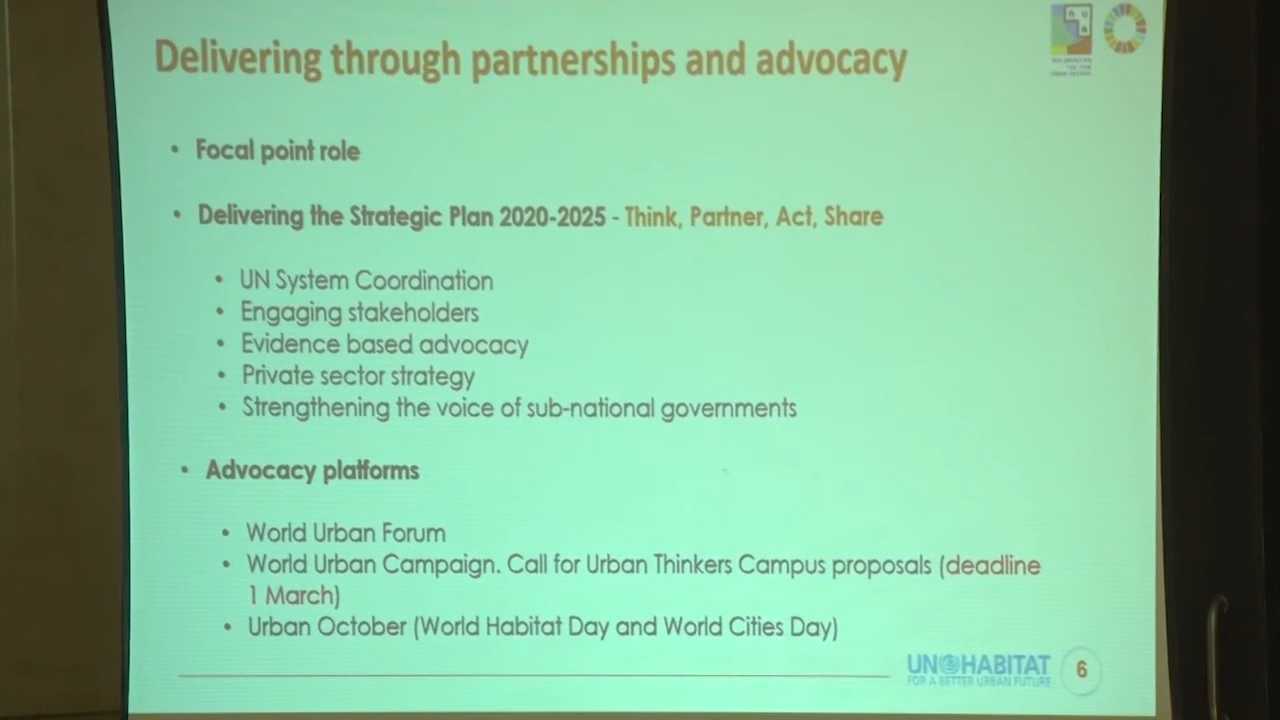 Delivering through partnerships and advocacy
• Focal point role
• Delivering the Strategic Plan 2020-2025 - Think, Partner, Act, Share
• UN System Coordination
• Engaging stakeholders
• Evidence based advocacy
• Private sector strategy
• Strengthening the voice of sub-national governments
• Advocacy platforms
• World Urban Forum
• World Urban Campaign. Call for Urban Thinkers Campus proposals (deadline
1 March)
• Urban October (World Habitat Day and World Cities Day)
UN HABITAT
FOR A BETTER URBAN FUTURE
6